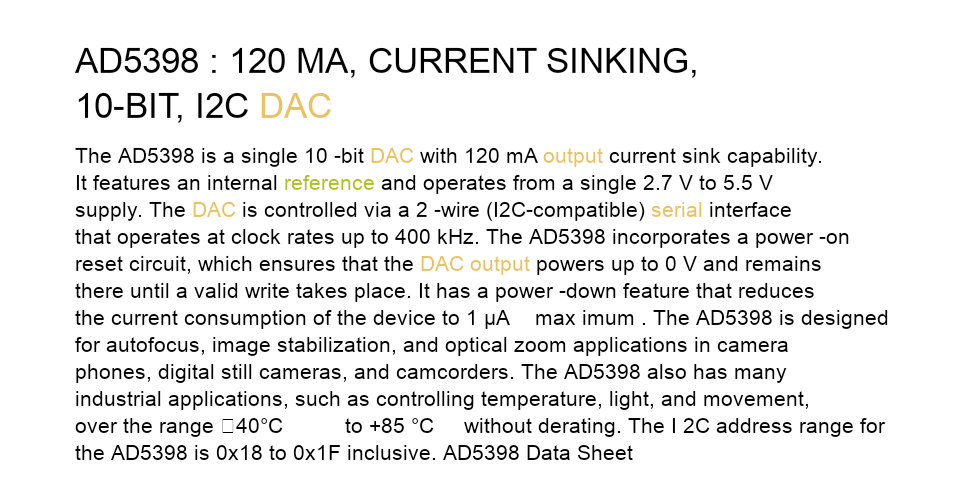 AD5398 : 120 MA, CURRENT SINKING,
10-BIT, I2C DAC
The AD5398 is a single 10 -bit DAC with 120 mA output current sink capability.
It features an internal reference and operates from a single 2.7 V to 5.5 V
supply. The DAC is controlled via a 2 -wire (I2C-compatible) serial interface
that operates at clock rates up to 400 kHz. The AD5398 incorporates a power -on
reset circuit, which ensures that the DAC output powers up to 0 V and remains
there until a valid write takes place. It has a power -down feature that reduces
the current consumption of the device to 1 μA max imum . The AD5398 is designed
for autofocus, image stabilization, and optical zoom applications in camera
phones, digital still cameras, and camcorders. The AD5398 also has many
industrial applications, such as controlling temperature, light, and movement,
over the range □40°C to +85 °C without derating. The I 2C address range for
the AD5398 is 0x18 to 0x1F inclusive. AD5398 Data Sheet